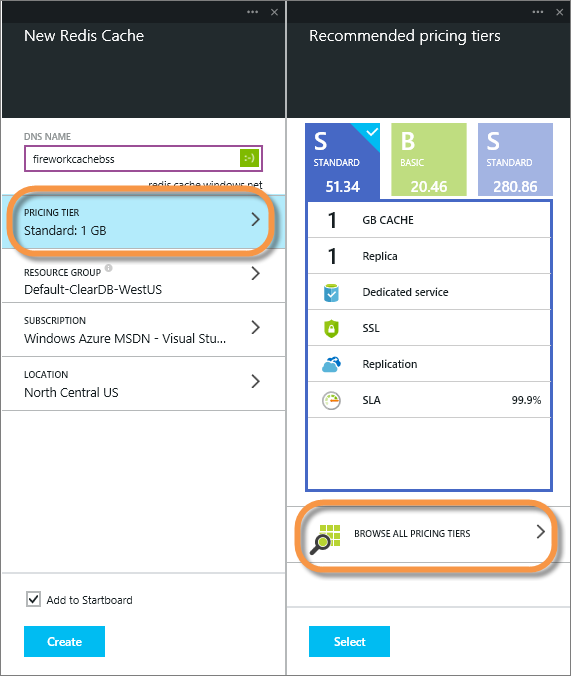 New Redis Cache
DNS NAME
fireworkcachebss
:-)
.redis.cache.windows.net
PRICING TIER
Standard: 1 GB
RESOURCE GROUP
Default-ClearDB-WestUS
SUBSCRIPTION
Windows Azure MSDN - Visual Stu...
LOCATION
North Central US
Add to Startboard
Create
Recommended pricing tiers
S
STANDARD
51.34
B
BASIC
20.46
S
STANDARD
280.86
1 GB CACHE
1 Replica
Dedicated service
SSL
Replication
SLA 99.9%
BROWSE ALL PRICING TIERS
Select